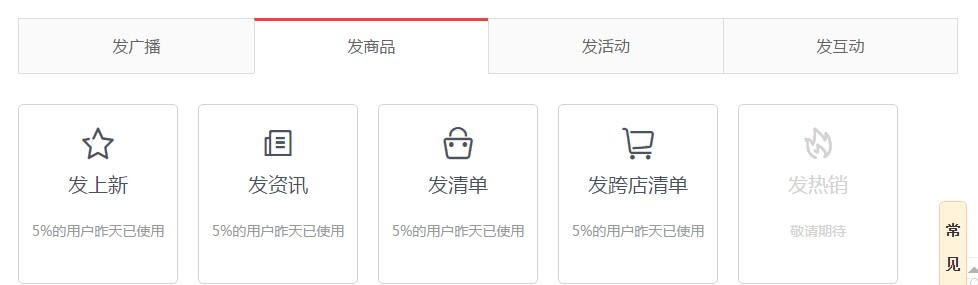 发广播
发商品
发活动
发互动
发上新
5%的用户昨天已使用
发资讯
5%的用户昨天已使用
发清单
5%的用户昨天已使用
发跨店清单
5%的用户昨天已使用
发热销
敬请期待
常
见